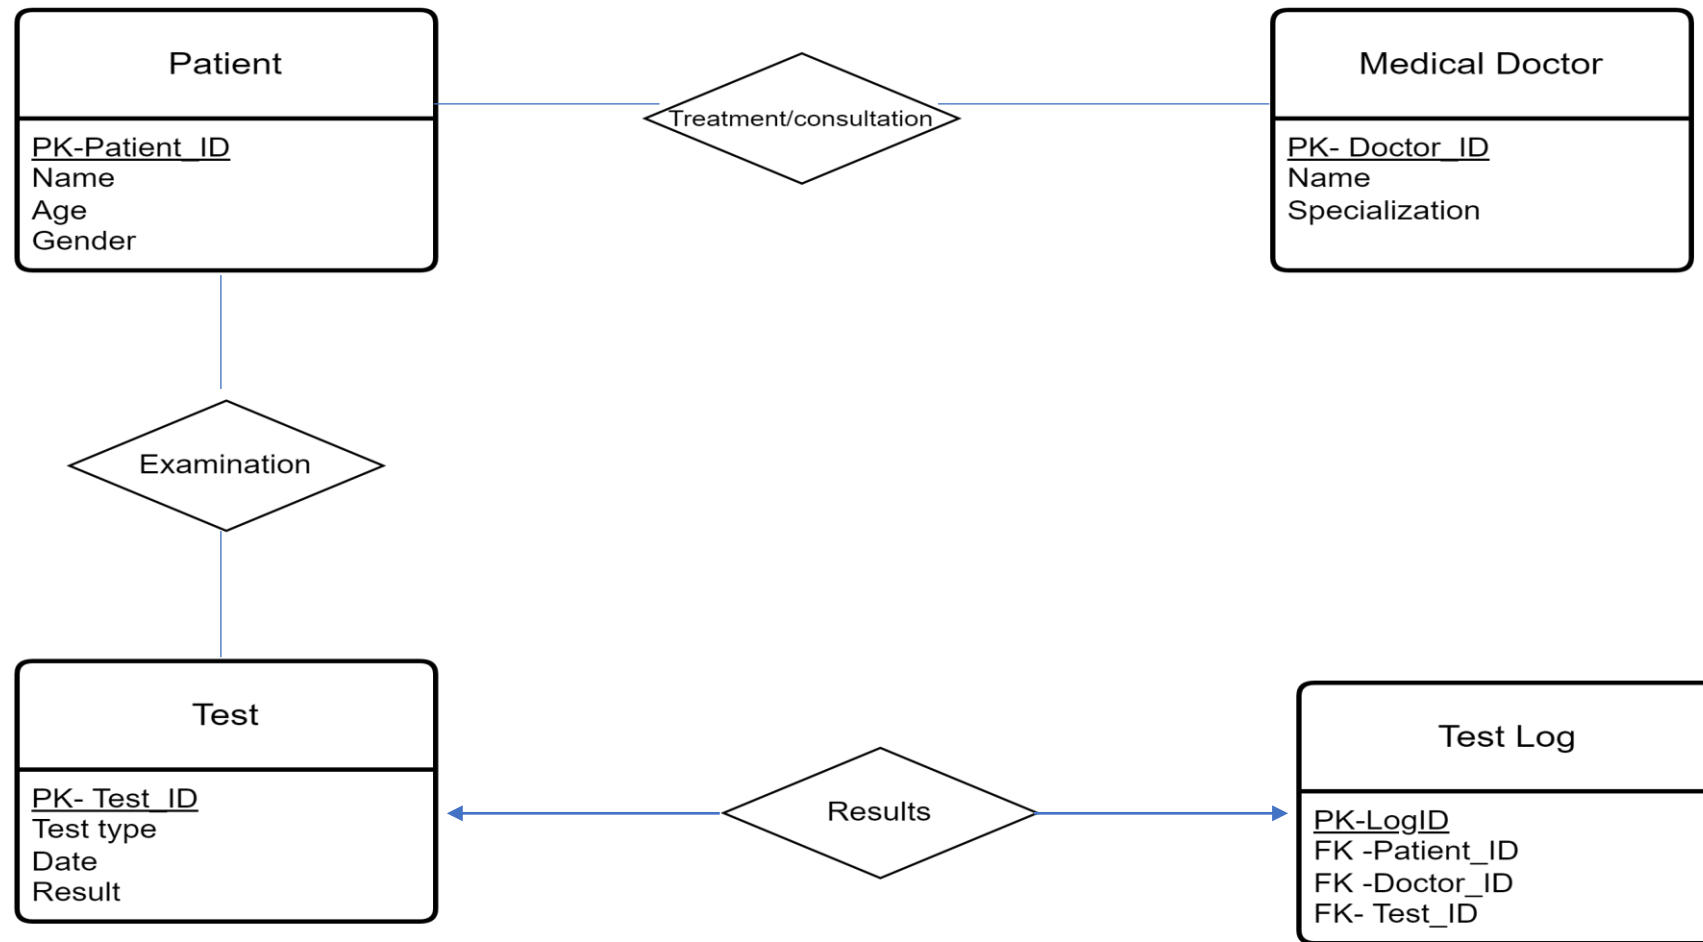 Patient
PK-Patient_ID
Name
Age
Gender
Treatment/consultation
Medical Doctor
PK- Doctor_ID
Name
Specialization
Examination
Test
PK- Test_ID
Test type
Date
Result
Results
Test Log
PK-LogID
FK -Patient_ID
FK -Doctor_ID
FK- Test_ID